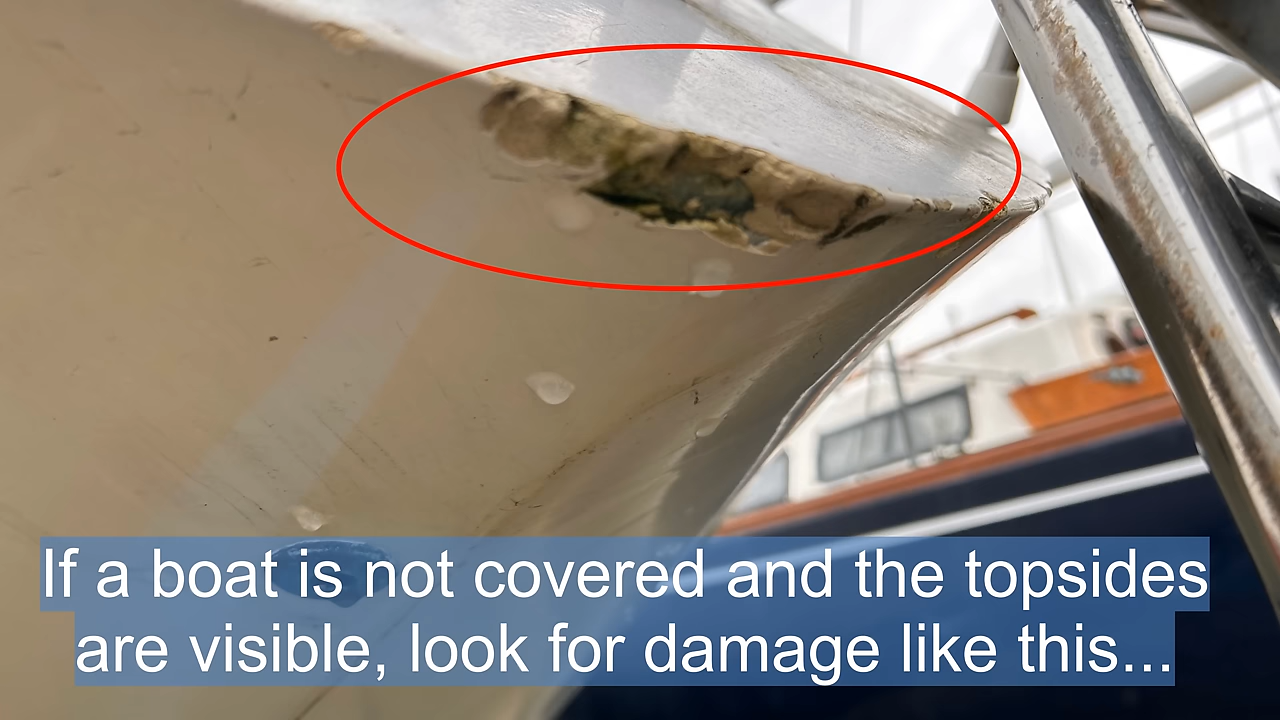 If a boat is not covered and the topsides
are visible, look for damage like this...